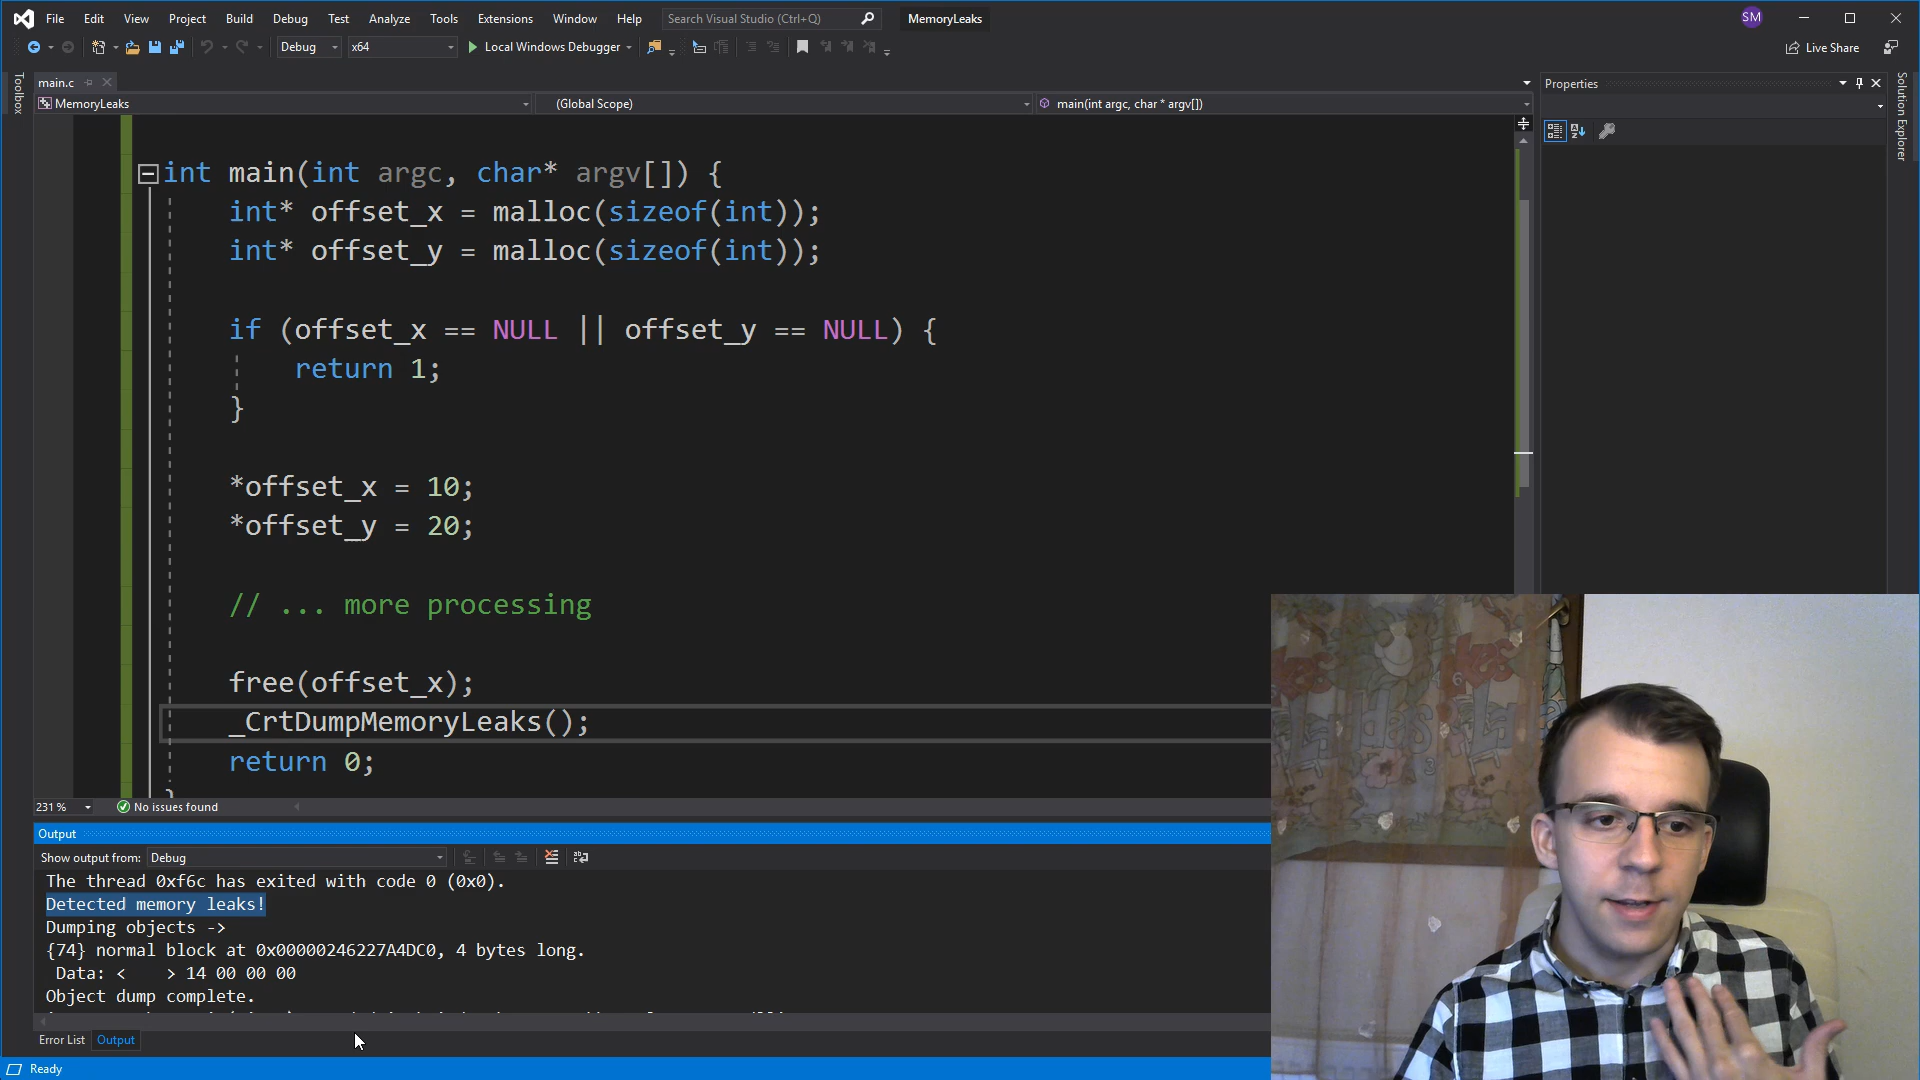 File Edit View Project Build Debug Test Analyze Tools Extensions Window Help Search Visual Studio (Ctrl+Q) MemoryLeaks SM
Debug x64 Local Windows Debugger Live Share
Toolbox
main.c
MemoryLeaks (Global Scope) main(int argc, char * argv[])
Properties
Solution Explorer
int main(int argc, char* argv[]) {
int* offset_x = malloc(sizeof(int));
int* offset_y = malloc(sizeof(int));
if (offset_x == NULL || offset_y == NULL) {
return 1;
}
*offset_x = 10;
*offset_y = 20;
// ... more processing
free(offset_x);
_CrtDumpMemoryLeaks();
return 0;
}
231 % No issues found
Output
Show output from: Debug
The thread 0xf6c has exited with code 0 (0x0).
Detected memory leaks!
Dumping objects ->
{74} normal block at 0x00000246227A4DC0, 4 bytes long.
Data: <    > 14 00 00 00
Object dump complete.
Error List Output
Ready